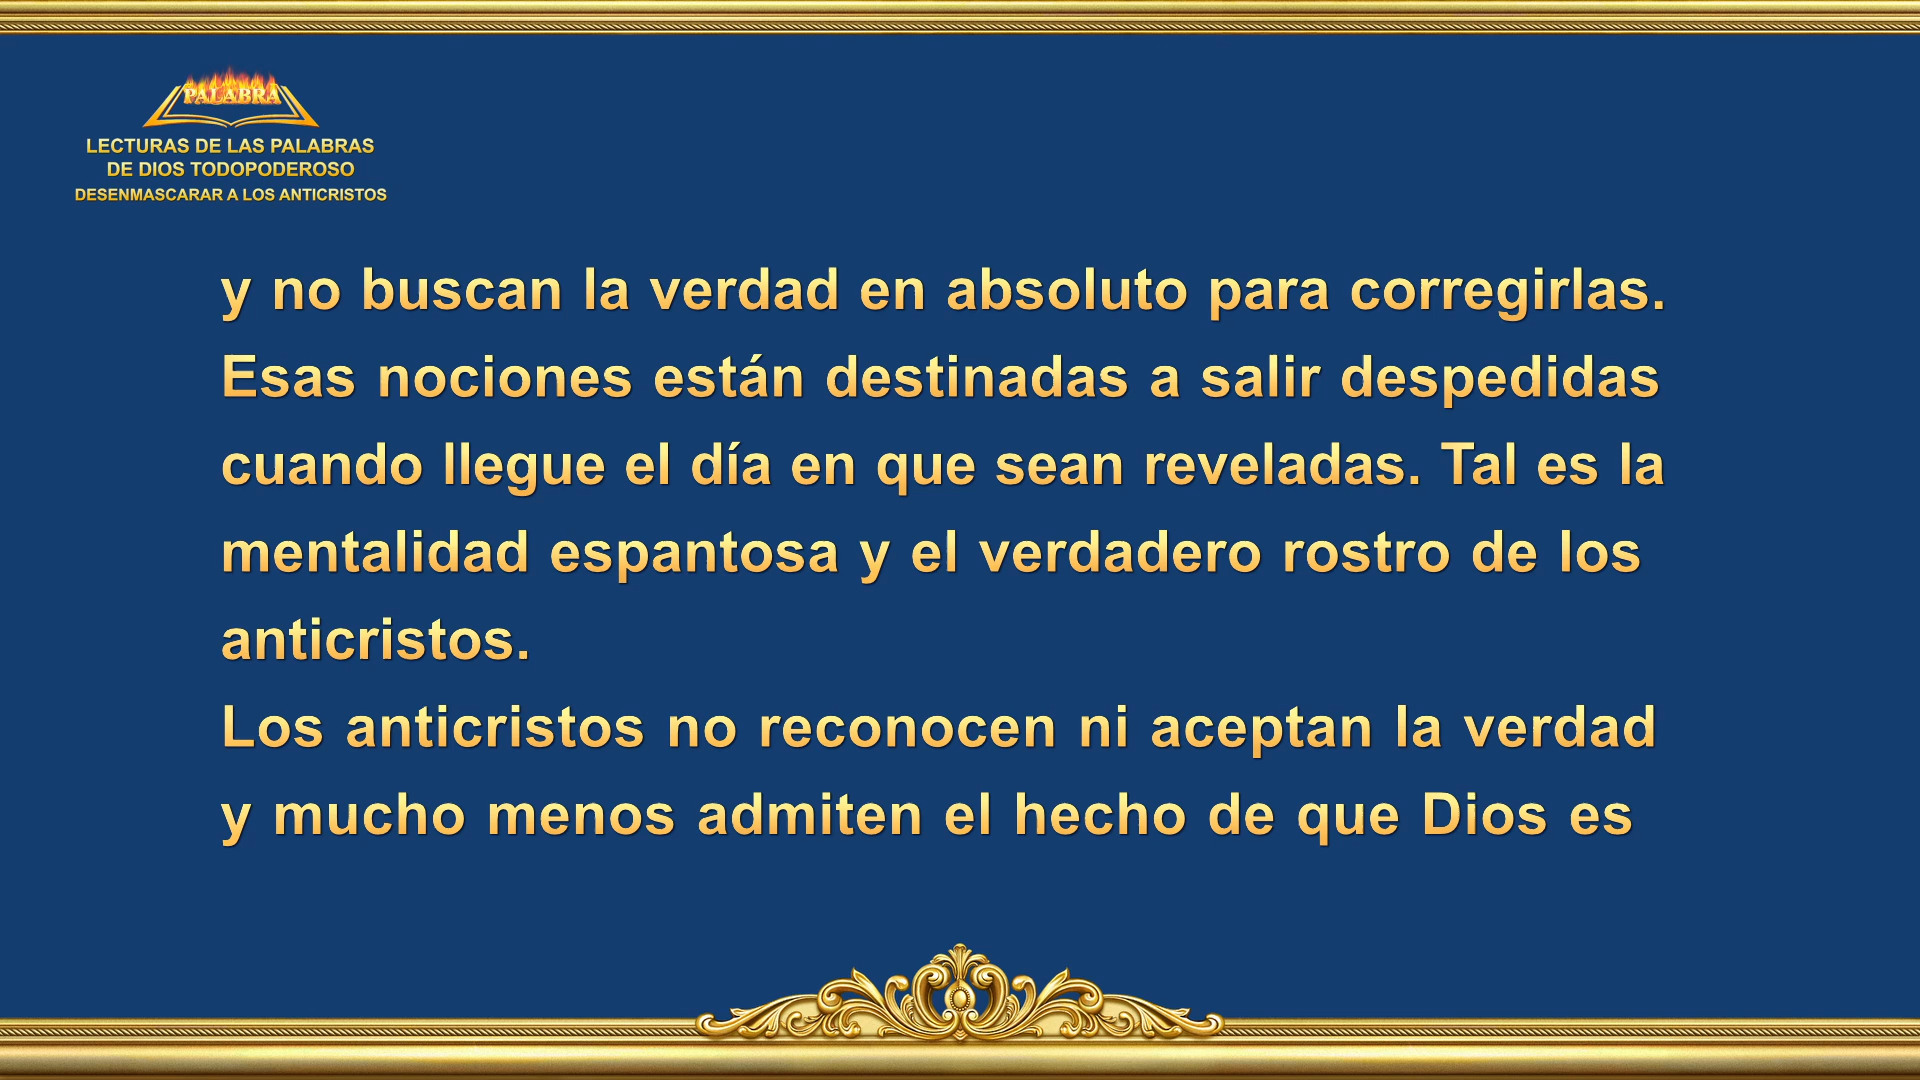 PALABRA
LECTURAS DE LAS PALABRAS
DE DIOS TODOPODEROSO
DESENMASCARAR A LOS ANTICRISTOS
y no buscan la verdad en absoluto para corregirlas.
Esas nociones están destinadas a salir despedidas
cuando llegue el día en que sean reveladas. Tal es la
mentalidad espantosa y el verdadero rostro de los
anticristos.
Los anticristos no reconocen ni aceptan la verdad
y mucho menos admiten el hecho de que Dios es